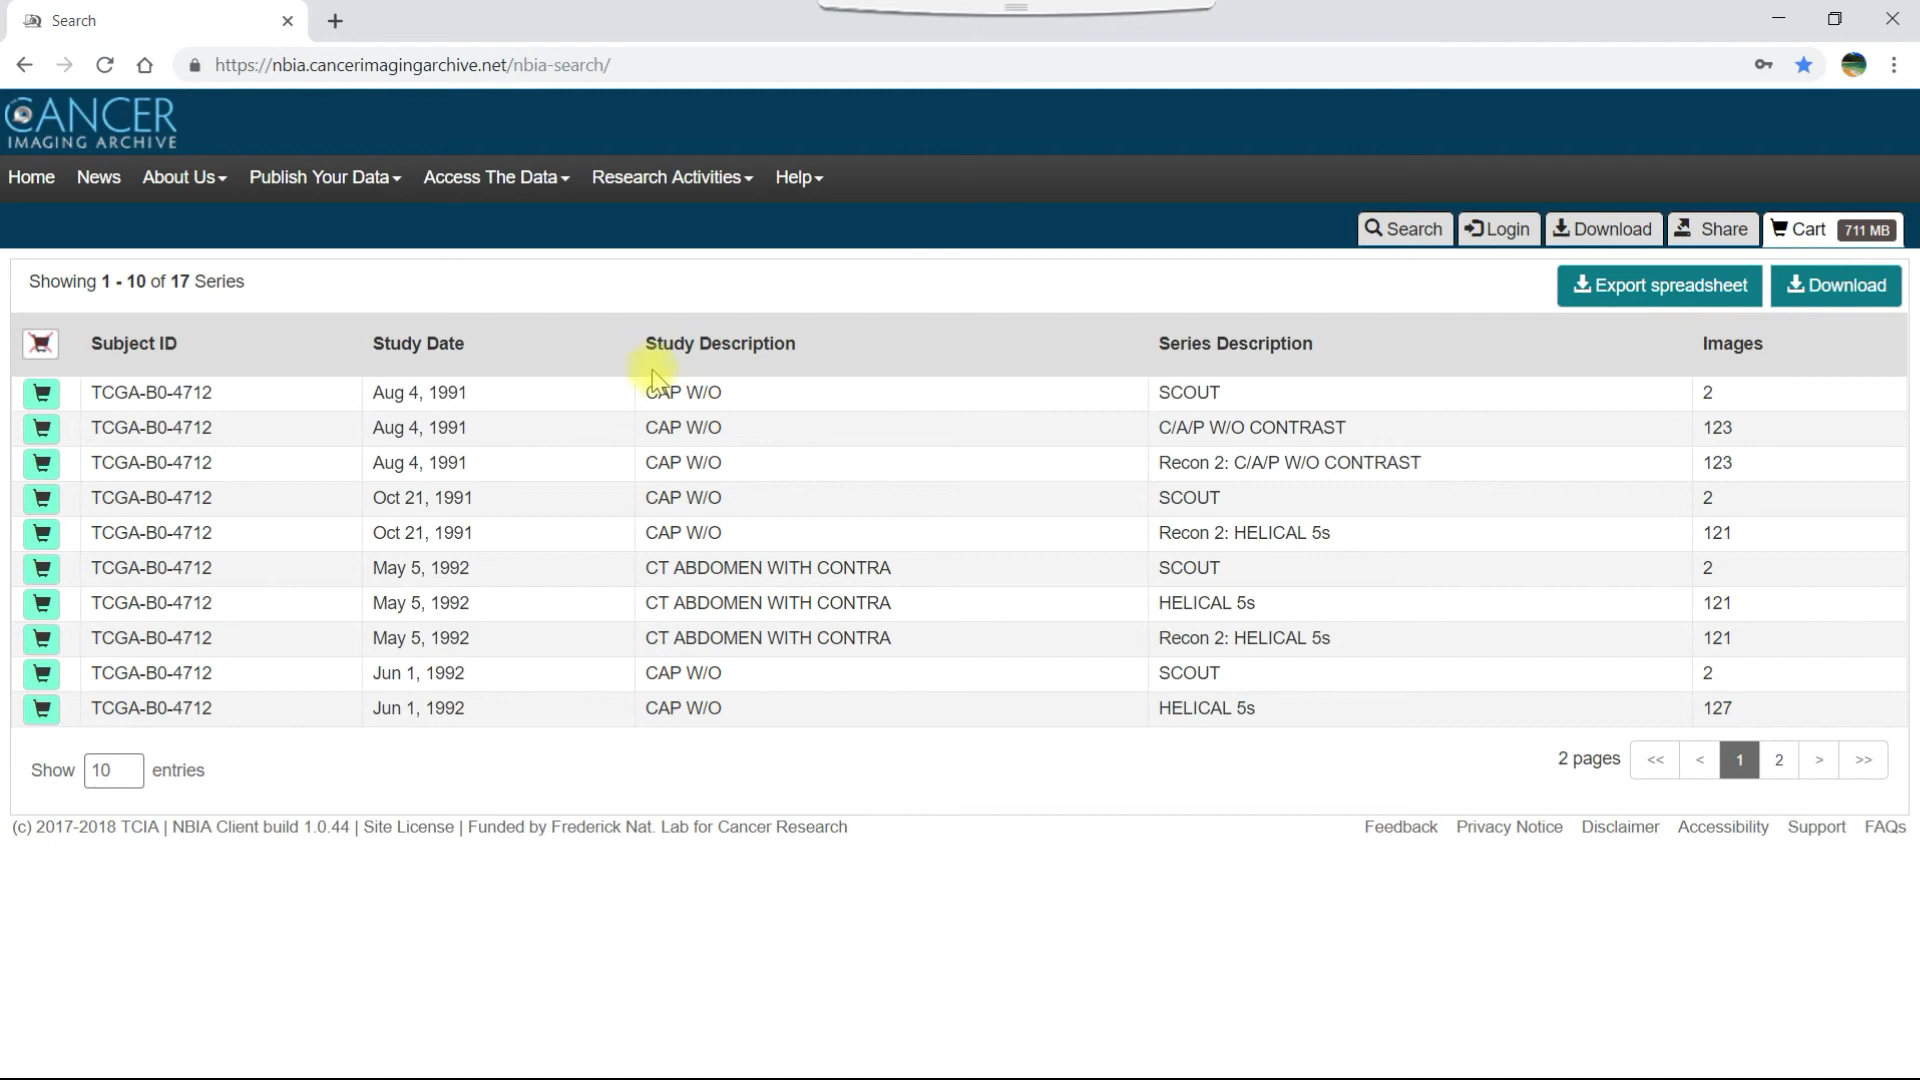 Search
https://nbia.cancerimagingarchive.net/nbia-search/
CANCER
IMAGING ARCHIVE
Home News About Us Publish Your Data Access The Data Research Activities Help
Search Login Download Share Cart 711 MB
Showing 1 - 10 of 17 Series
Export spreadsheet Download
Subject ID Study Date Study Description Series Description Images
TCGA-B0-4712 Aug 4, 1991 CAP W/O SCOUT 2
TCGA-B0-4712 Aug 4, 1991 CAP W/O C/A/P W/O CONTRAST 123
TCGA-B0-4712 Aug 4, 1991 CAP W/O Recon 2: C/A/P W/O CONTRAST 123
TCGA-B0-4712 Oct 21, 1991 CAP W/O SCOUT 2
TCGA-B0-4712 Oct 21, 1991 CAP W/O Recon 2: HELICAL 5s 121
TCGA-B0-4712 May 5, 1992 CT ABDOMEN WITH CONTRA SCOUT 2
TCGA-B0-4712 May 5, 1992 CT ABDOMEN WITH CONTRA HELICAL 5s 121
TCGA-B0-4712 May 5, 1992 CT ABDOMEN WITH CONTRA Recon 2: HELICAL 5s 121
TCGA-B0-4712 Jun 1, 1992 CAP W/O SCOUT 2
TCGA-B0-4712 Jun 1, 1992 CAP W/O HELICAL 5s 127
Show 10 entries
2 pages << < 1 2 > >>
(c) 2017-2018 TCIA | NBIA Client build 1.0.44 | Site License | Funded by Frederick Nat. Lab for Cancer Research
Feedback Privacy Notice Disclaimer Accessibility Support FAQs